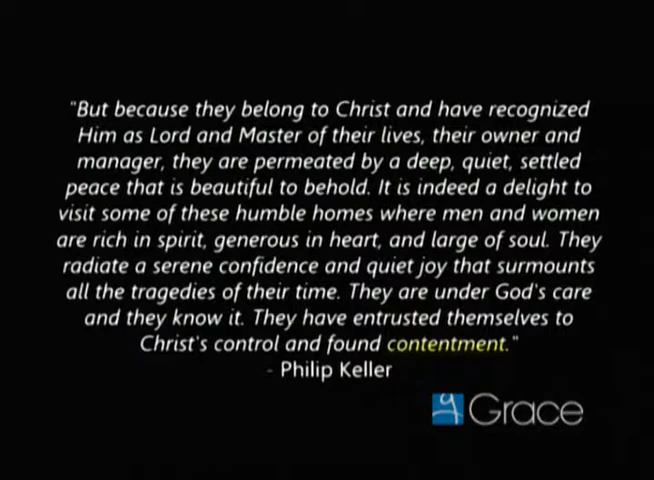 "But because they belong to Christ and have recognized
Him as Lord and Master of their lives, their owner and
manager, they are permeated by a deep, quiet, settled
peace that is beautiful to behold. It is indeed a delight to
visit some of these humble homes where men and women
are rich in spirit, generous in heart, and large of soul. They
radiate a serene confidence and quiet joy that surmounts
all the tragedies of their time. They are under God's care
and they know it. They have entrusted themselves to
Christ's control and found contentment."
- Philip Keller
Grace